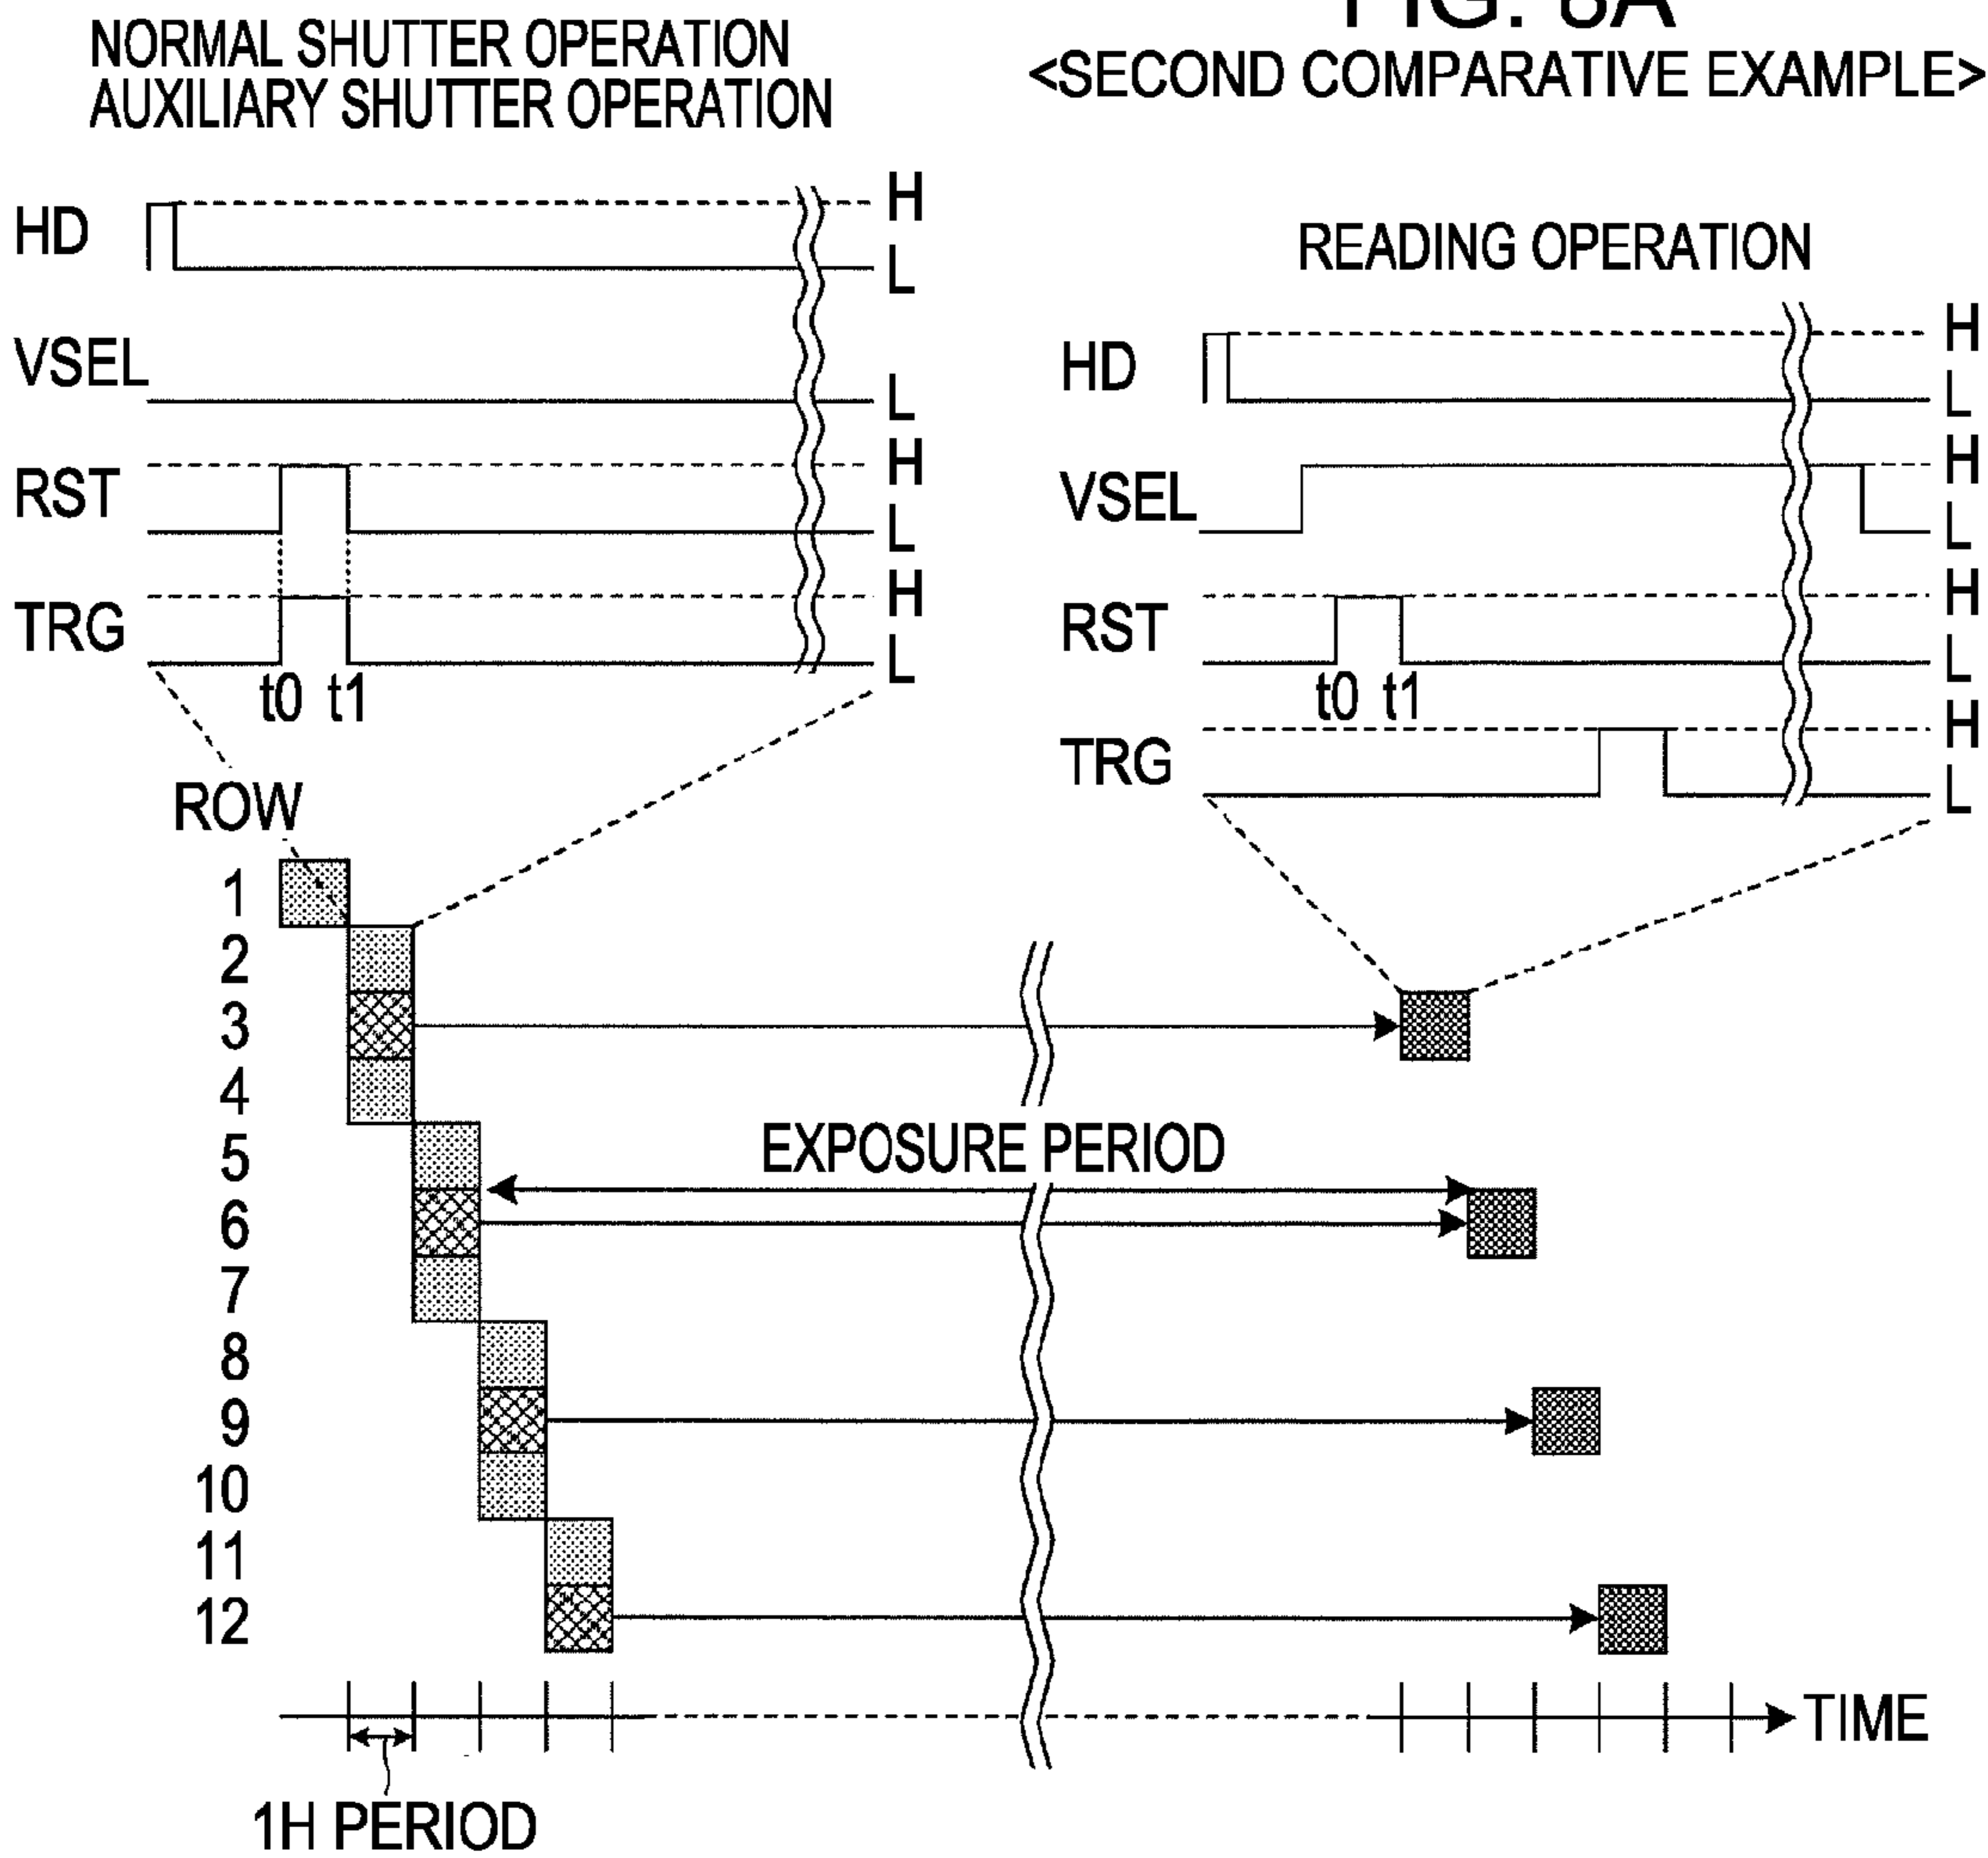 FIG. 8A
<SECOND COMPARATIVE EXAMPLE>
NORMAL SHUTTER OPERATION
AUXILIARY SHUTTER OPERATION
HD
H
L
VSEL
L
RST
H
L
TRG
H
L
t0 t1
READING OPERATION
HD
H
L
VSEL
H
L
RST
H
L
t0 t1
TRG
H
L
ROW
1
2
3
4
EXPOSURE PERIOD
5
6
7
8
9
10
11
12
TIME
1H PERIOD